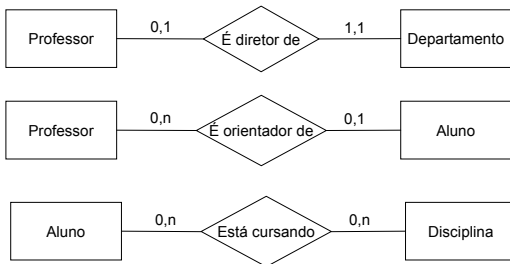 Professor 0,1 É diretor de 1,1 Departamento
Professor 0,n É orientador de 0,1 Aluno
Aluno 0,n Está cursando 0,n Disciplina